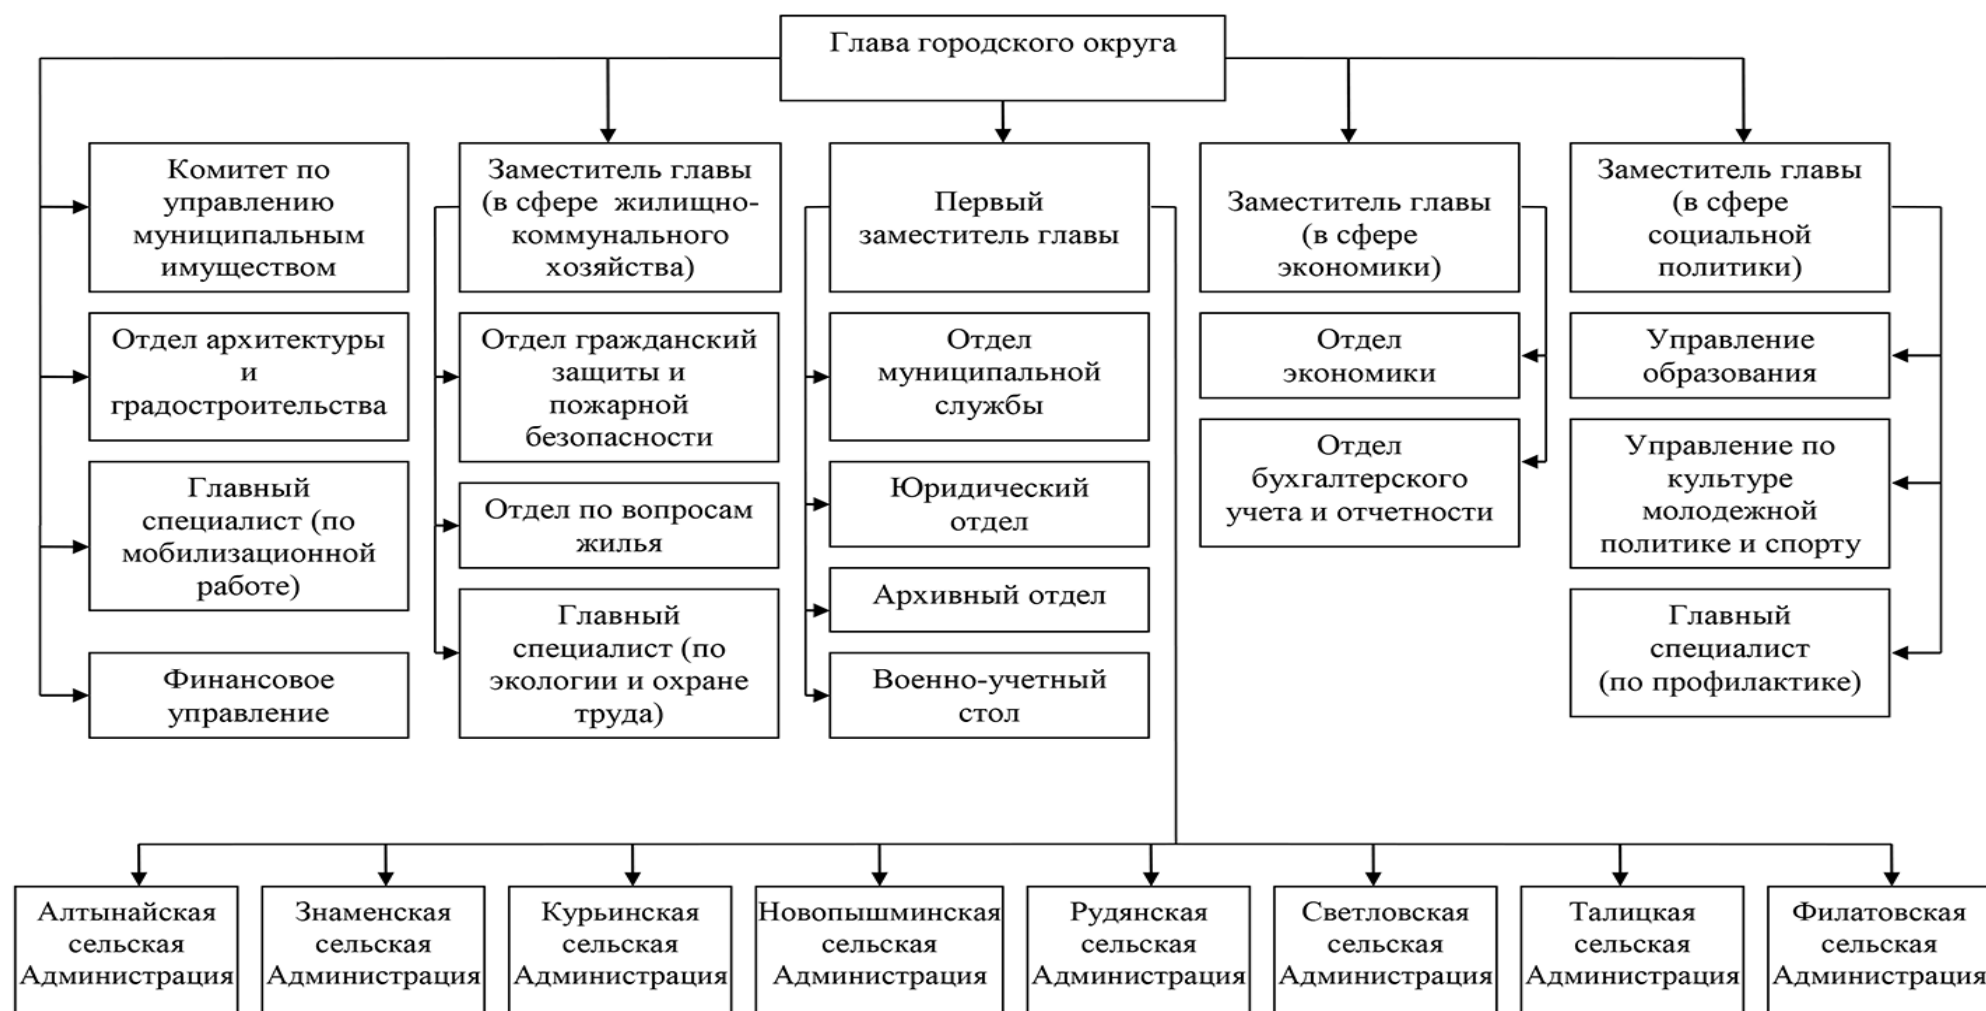 Глава городского округа
Комитет по
управлению
муниципальным
имуществом
Заместитель главы
(в сфере жилищно-
коммунального
хозяйства)
Первый
заместитель главы
Заместитель главы
(в сфере
экономики)
Заместитель главы
(в сфере
социальной
политики)
Отдел архитектуры
и
градостроительства
Отдел гражданский
защиты и
пожарной
безопасности
Отдел
муниципальной
службы
Отдел
экономики
Управление
образования
Главный
специалист (по
мобилизационной
работе)
Отдел по вопросам
жилья
Юридический
отдел
Отдел
бухгалтерского
учета и отчетности
Управление по
культуре
молодежной
политике и спорту
Финансовое
управление
Главный
специалист (по
экологии и охране
труда)
Архивный отдел
Военно-учетный
стол
Главный
специалист
(по профилактике)
Алтынайская
сельская
Администрация
Знаменская
сельская
Администрация
Курьинская
сельская
Администрация
Новопышминская
сельская
Администрация
Рудянская
сельская
Администрация
Светловская
сельская
Администрация
Талицкая
сельская
Администрация
Филатовская
сельская
Администрация